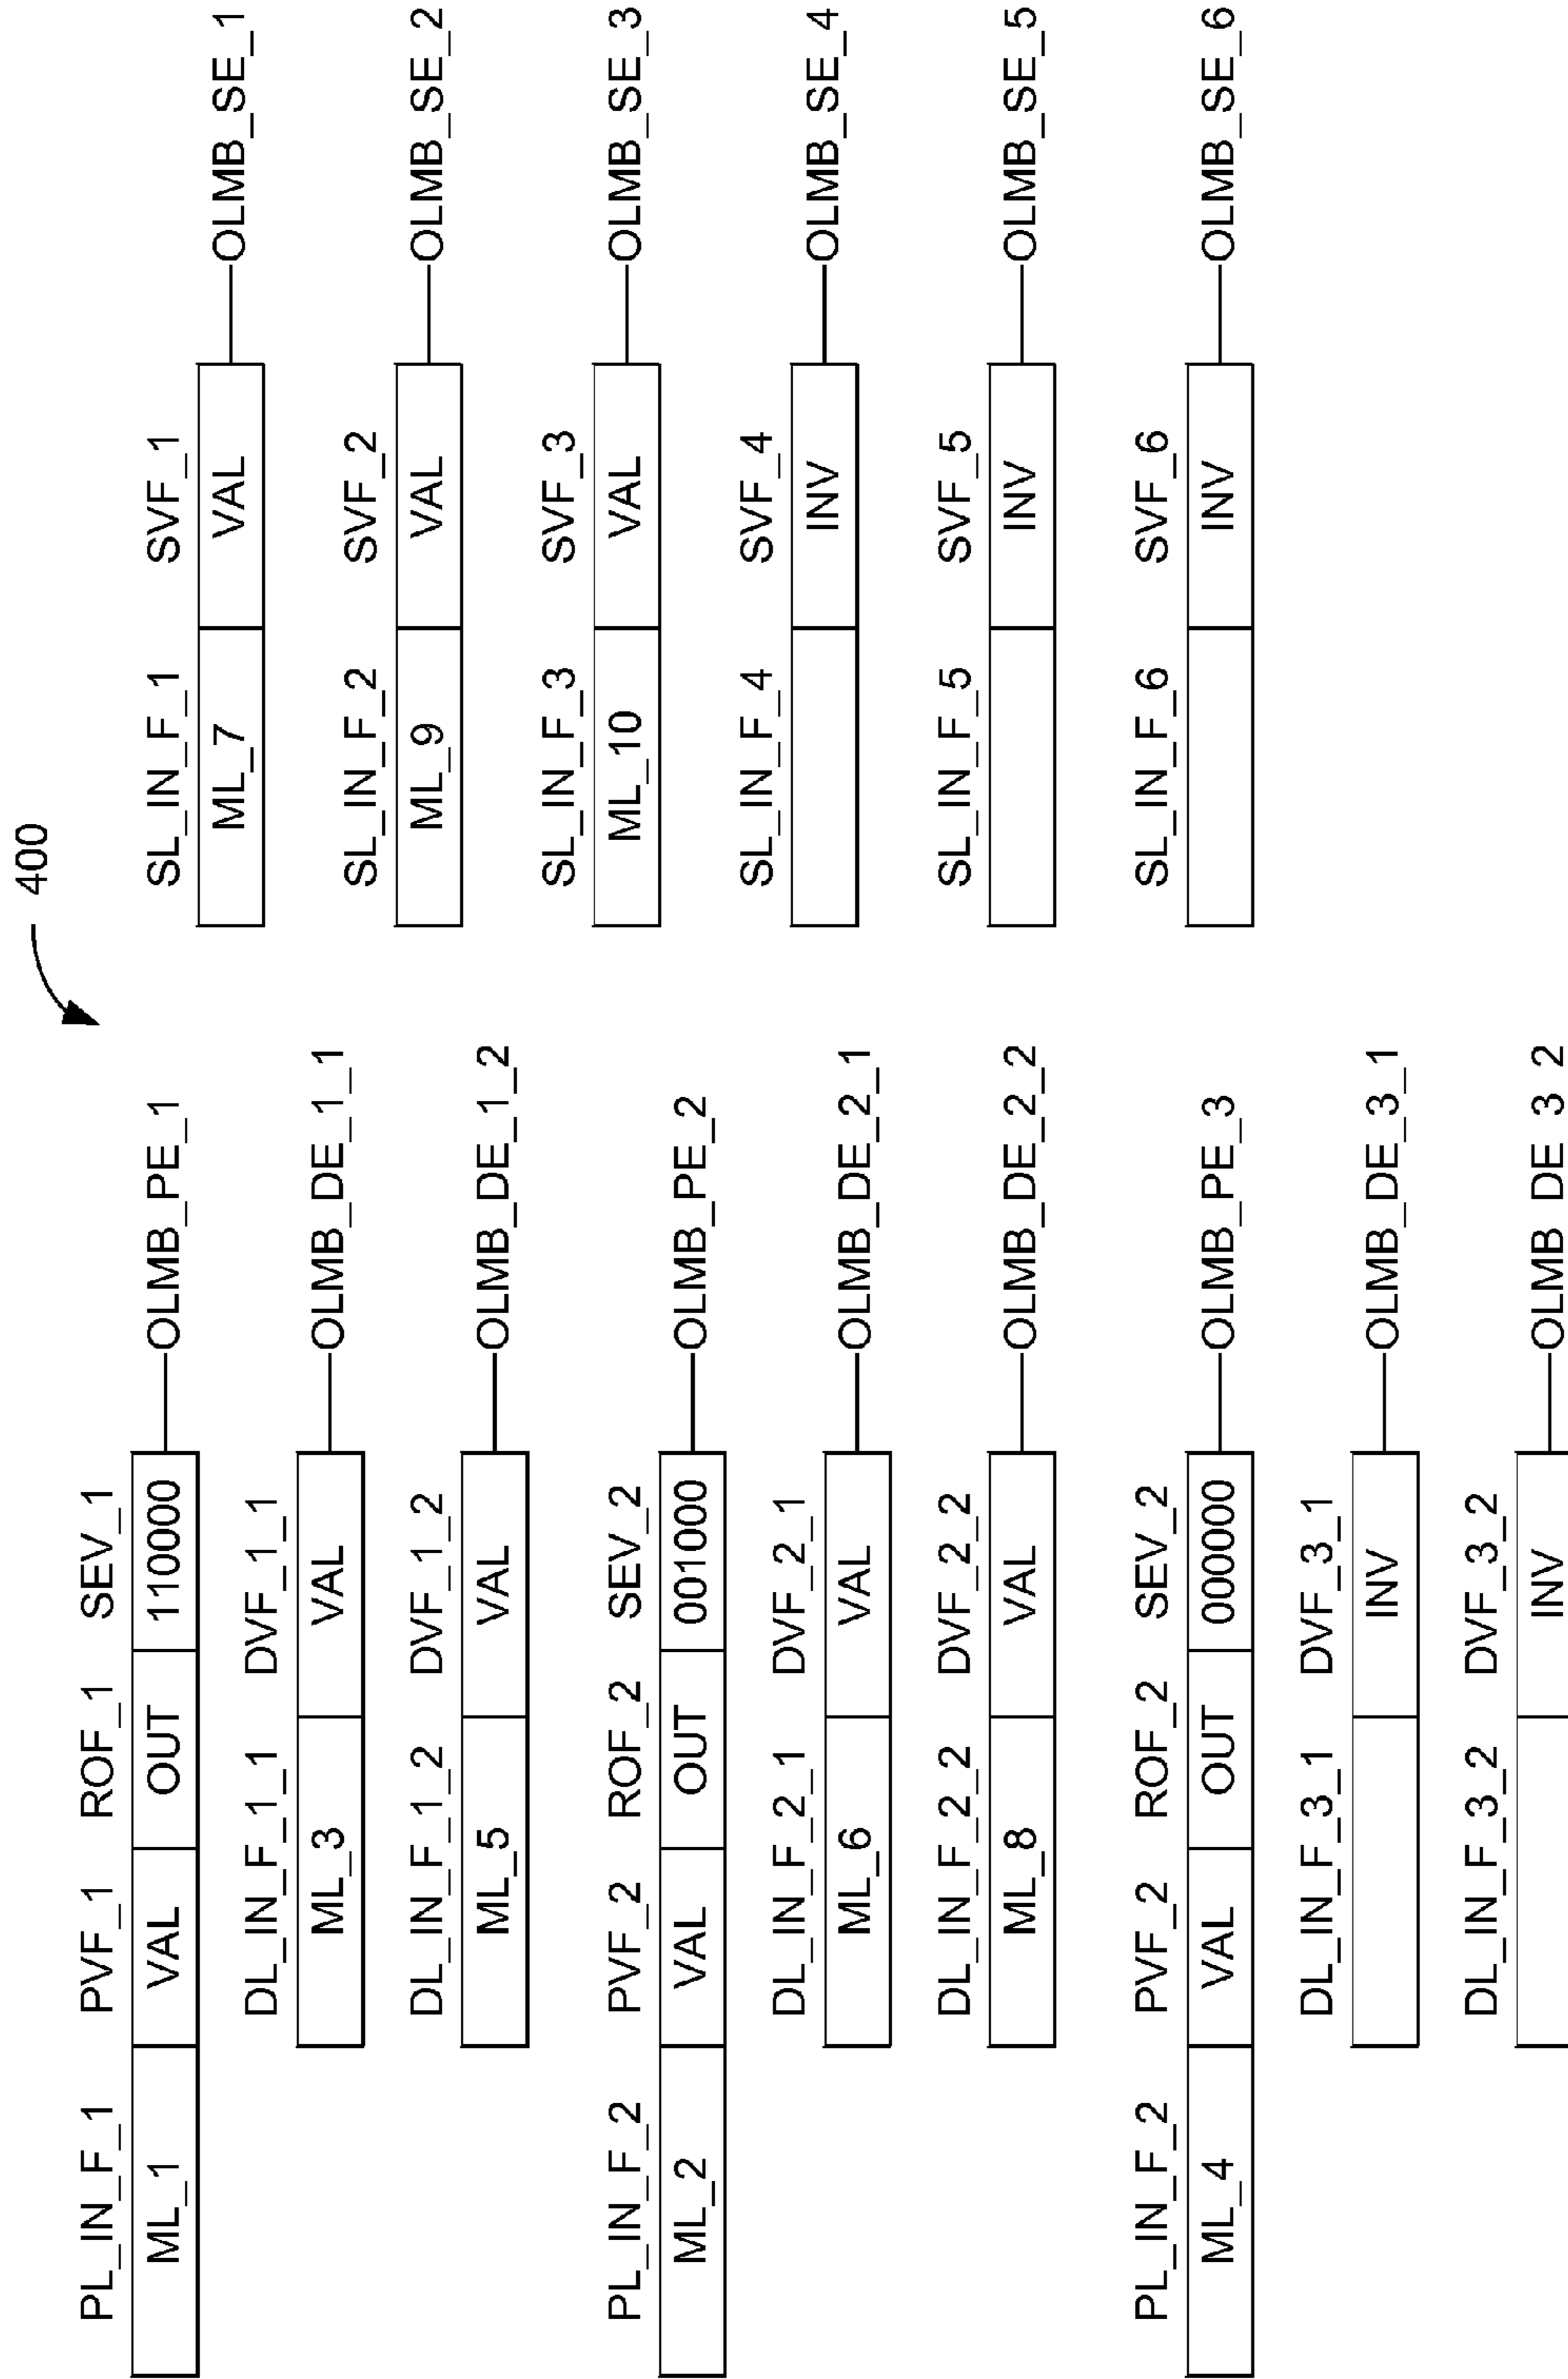 400
PL_IN_F_1 PVF_1 ROF_1 SEV_1
ML_1 VAL OUT 110000 OLMB_PE_1
DL_IN_F_1_1 DVF_1_1
ML_3 VAL OLMB_DE_1_1
DL_IN_F_1_2 DVF_1_2
ML_5 VAL OLMB_DE_1_2
PL_IN_F_2 PVF_2 ROF_2 SEV_2
ML_2 VAL OUT 001000 OLMB_PE_2
DL_IN_F_2_1 DVF_2_1
ML_6 VAL OLMB_DE_2_1
DL_IN_F_2_2 DVF_2_2
ML_8 VAL OLMB_DE_2_2
PL_IN_F_2 PVF_2 ROF_2 SEV_2
ML_4 VAL OUT 000000 OLMB_PE_3
DL_IN_F_3_1 DVF_3_1
INV OLMB_DE_3_1
DL_IN_F_3_2 DVF_3_2
INV OLMB_DE_3_2
SL_IN_F_1 SVF_1
ML_7 VAL OLMB_SE_1
SL_IN_F_2 SVF_2
ML_9 VAL OLMB_SE_2
SL_IN_F_3 SVF_3
ML_10 VAL OLMB_SE_3
SL_IN_F_4 SVF_4
INV OLMB_SE_4
SL_IN_F_5 SVF_5
INV OLMB_SE_5
SL_IN_F_6 SVF_6
INV OLMB_SE_6